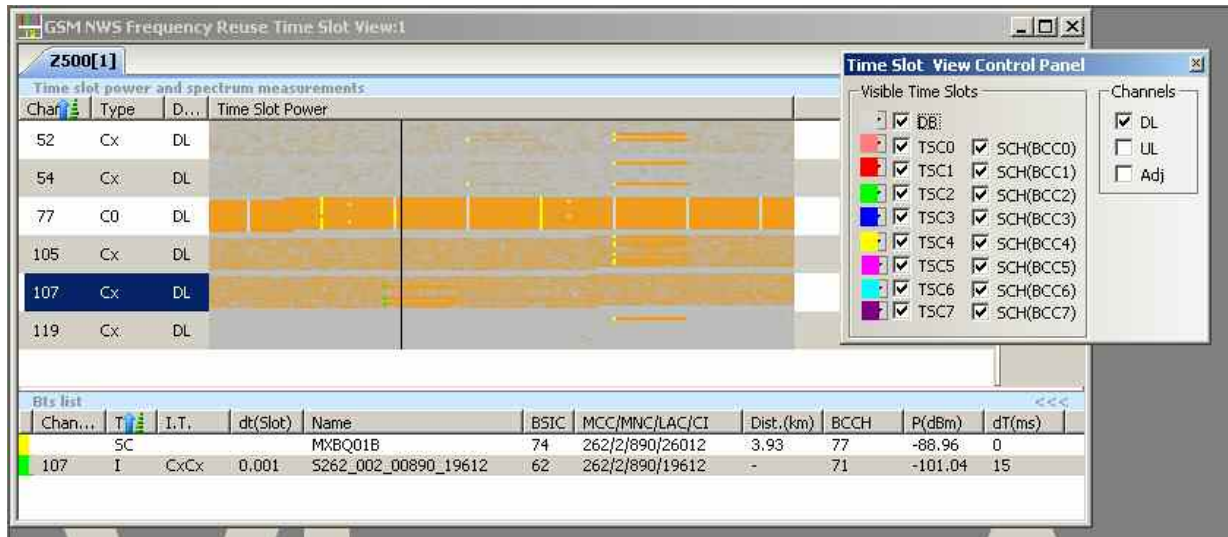 GSM NWS Frequency Reuse Time Slot View:1
Z500[1]
Time slot power and spectrum measurements
Chan Type D... Time Slot Power
52 Cx DL
54 Cx DL
77 C0 DL
105 Cx DL
107 Cx DL
119 Cx DL
Time Slot View Control Panel
Visible Time Slots
DB
TSC0 SCH(BCC0)
TSC1 SCH(BCC1)
TSC2 SCH(BCC2)
TSC3 SCH(BCC3)
TSC4 SCH(BCC4)
TSC5 SCH(BCC5)
TSC6 SCH(BCC6)
TSC7 SCH(BCC7)
Channels
DL
UL
Adj
Bts list <<<
Chan... T I.T. dt(Slot) Name BSIC MCC/MNC/LAC/CI Dist.(km) BCCH P(dBm) dT(ms)
SC MXBQ01B 74 262/2/890/26012 3.93 77 -88.96 0
107 I CxCx 0.001 S262_002_00890_19612 62 262/2/890/19612 - 71 -101.04 15